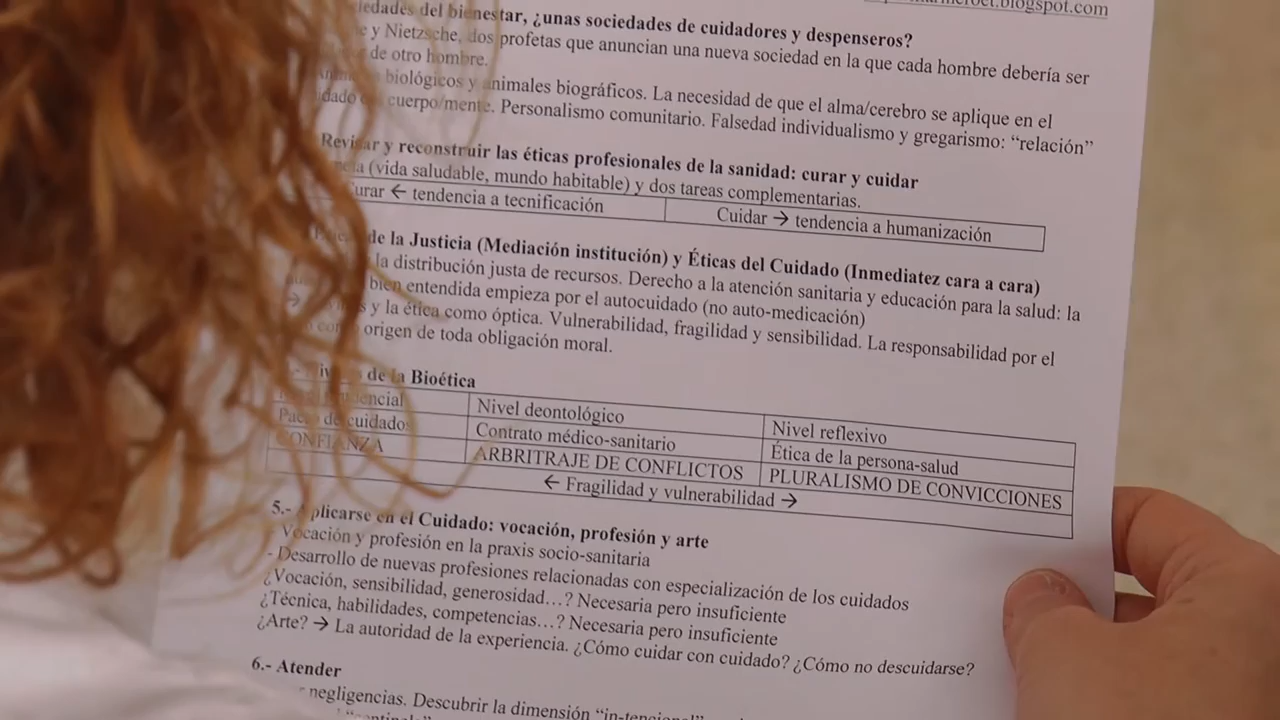 blogspot.com
del bienestar, ¿unas sociedades de cuidadores y despenseros?
y Nietzsche, dos profetas que anuncian una nueva sociedad en la que cada hombre debería ser
de otro hombre.
biológicos y animales biográficos. La necesidad de que el alma/cerebro se aplique en el
cuerpo/mente. Personalismo comunitario. Falsedad individualismo y gregarismo: “relación”
Revisar y reconstruir las éticas profesionales de la sanidad: curar y cuidar
(vida saludable, mundo habitable) y dos tareas complementarias.
Curar ← tendencia a tecnificación Cuidar → tendencia a humanización
de la Justicia (Mediación institución) y Éticas del Cuidado (Inmediatez cara a cara)
la distribución justa de recursos. Derecho a la atención sanitaria y educación para la salud: la
bien entendida empieza por el autocuidado (no auto-medicación)
→ y la ética como óptica. Vulnerabilidad, fragilidad y sensibilidad. La responsabilidad por el
origen de toda obligación moral.
de la Bioética
Nivel deontológico Nivel reflexivo
Pacto de cuidados Contrato médico-sanitario Ética de la persona-salud
CONFIANZA ARBRITRAJE DE CONFLICTOS PLURALISMO DE CONVICCIONES
← Fragilidad y vulnerabilidad →
5.- Aplicarse en el Cuidado: vocación, profesión y arte
Vocación y profesión en la praxis socio-sanitaria
- Desarrollo de nuevas profesiones relacionadas con especialización de los cuidados
¿Vocación, sensibilidad, generosidad…? Necesaria pero insuficiente
¿Técnica, habilidades, competencias…? Necesaria pero insuficiente
¿Arte? → La autoridad de la experiencia. ¿Cómo cuidar con cuidado? ¿Cómo no descuidarse?
6.- Atender
negligencias. Descubrir la dimensión “in-tencional”